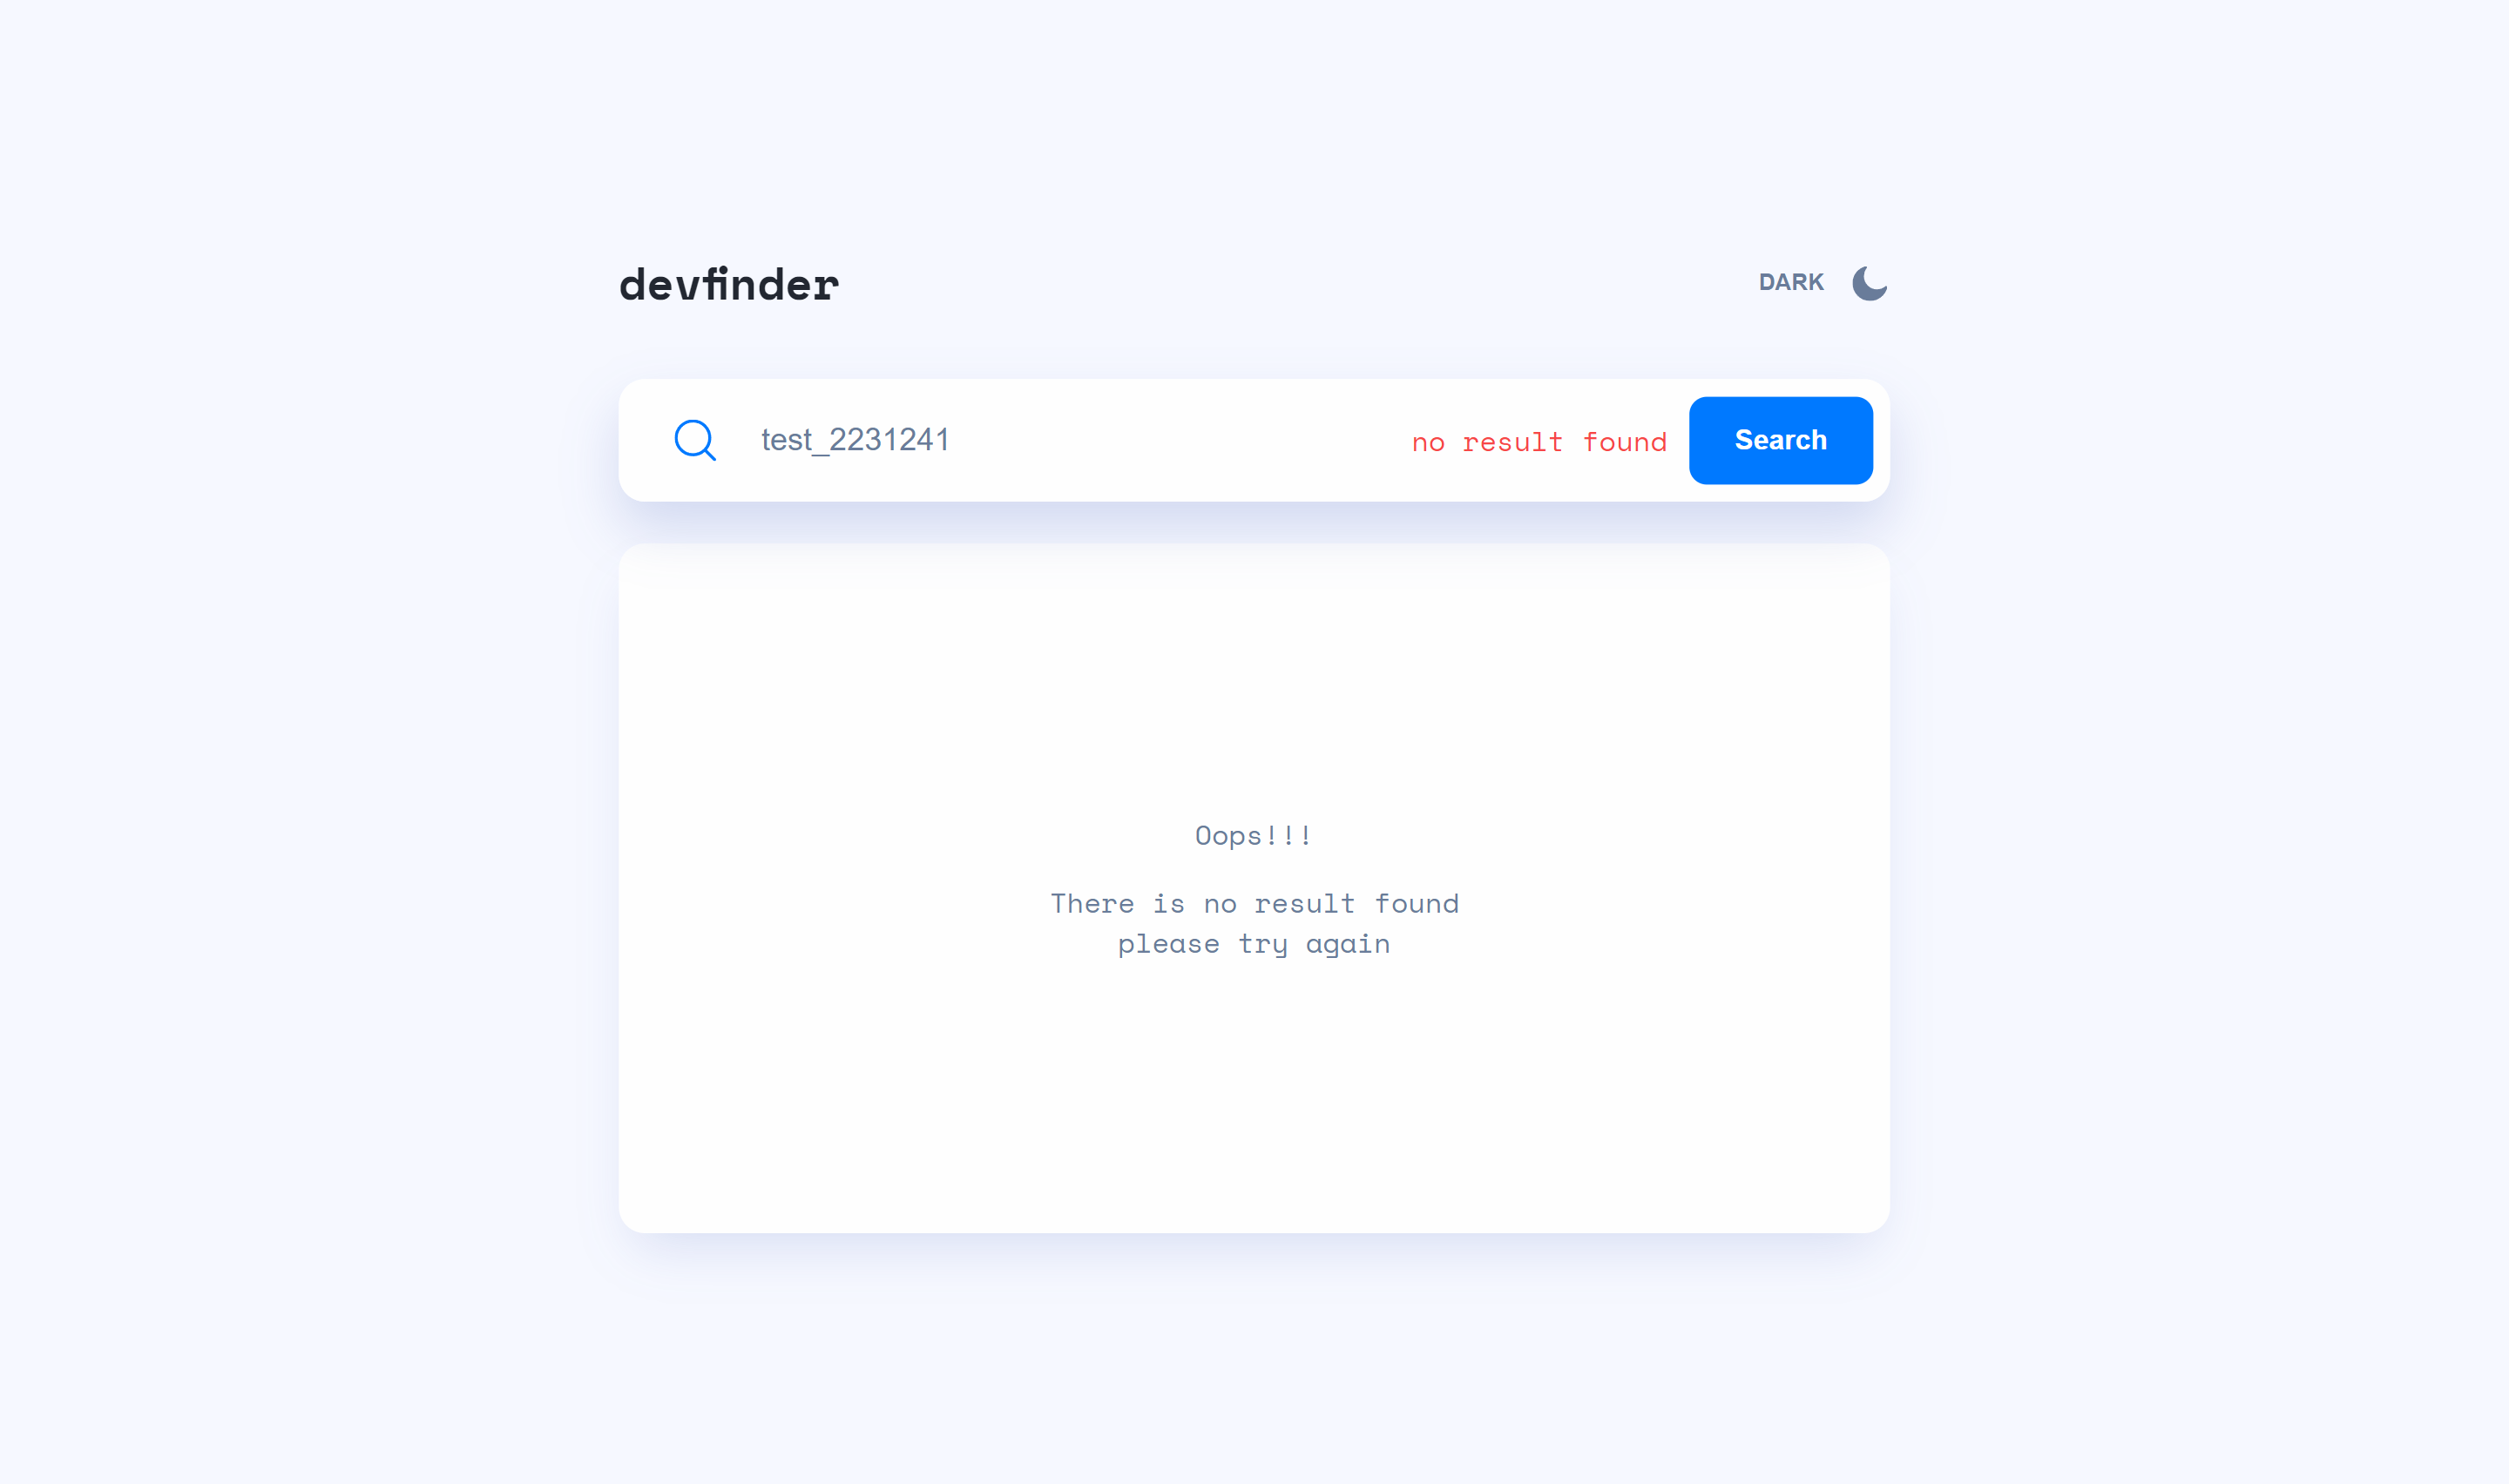 devfinder
DARK
test_2231241
no result found
Search
Oops!!!
There is no result found
please try again